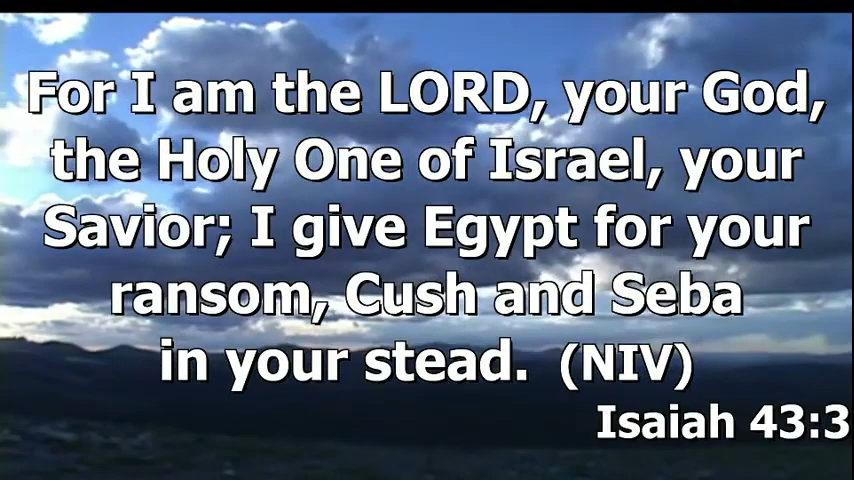 For I am the LORD, your God,
the Holy One of Israel, your
Savior; I give Egypt for your
ransom, Cush and Seba
in your stead. (NIV)
Isaiah 43:3